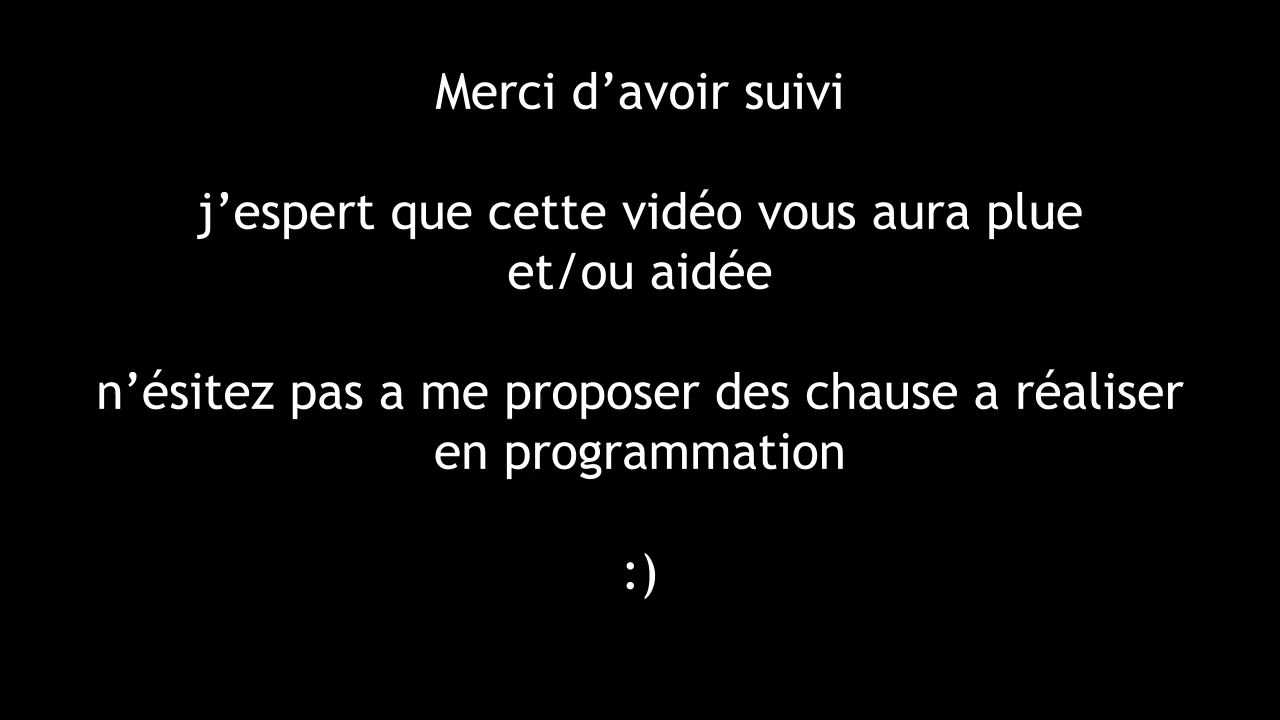 Merci d’avoir suivi
j’espert que cette vidéo vous aura plue
et/ou aidée
n’ésitez pas a me proposer des chause a réaliser
en programmation
:)